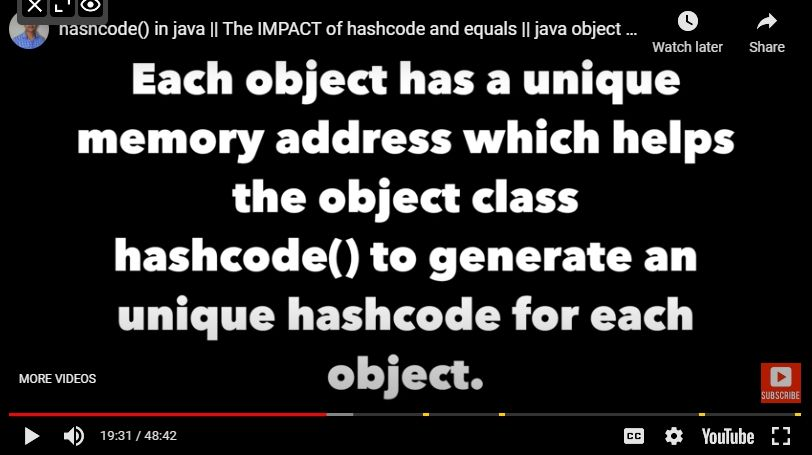 hashcode() in java || The IMPACT of hashcode and equals || java object ...
Watch later
Share
Each object has a unique
memory address which helps
the object class
hashcode() to generate an
unique hashcode for each
object.
MORE VIDEOS
SUBSCRIBE
19:31 / 48:42
CC
YouTube